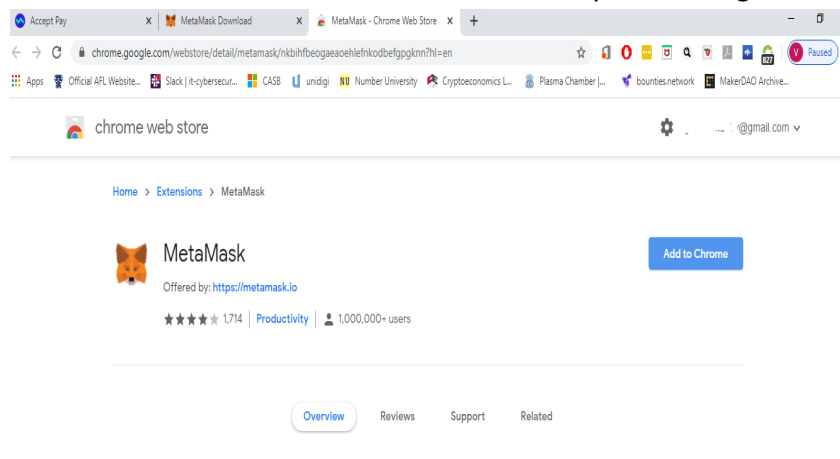 Accept Pay
MetaMask Download
MetaMask - Chrome Web Store
chrome.google.com/webstore/detail/metamask/nkbihfbeogaeaoehlefnkodbefgpgknn?hl=en
827
V
Paused
Apps
Official AFL Website...
Slack | it-cybersecur...
CASB
unidigi
NU Number University
Cryptoeconomics L...
Plasma Chamber |...
bounties.network
MakerDAO Archive...
chrome web store
@gmail.com
Home > Extensions > MetaMask
MetaMask
Add to Chrome
Offered by: https://metamask.io
1,714 | Productivity | 1,000,000+ users
Overview
Reviews
Support
Related